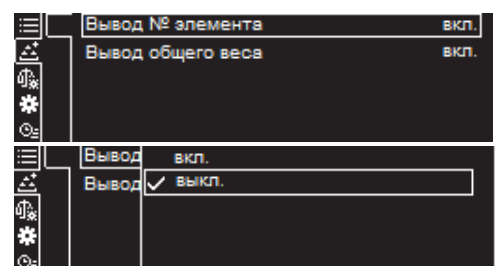 Вывод № элемента вкл.
Вывод общего веса вкл.
Вывод вкл.
Вывод выкл.